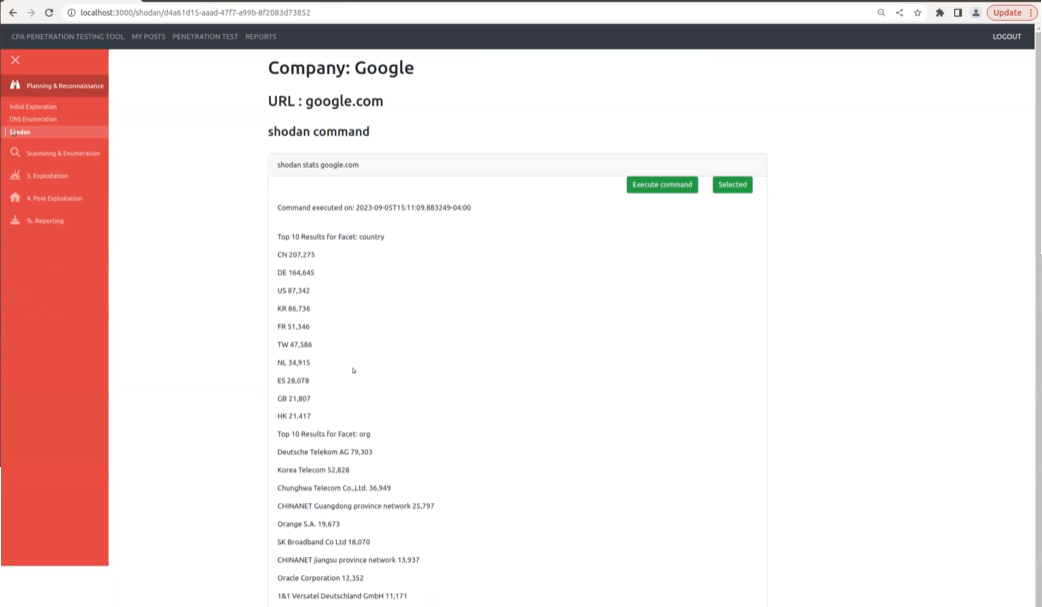 localhost:3000/shodan/d4a61d15-aaad-47f7-a99b-8f2083d73852
Update
CPA PENETRATION TESTING TOOL MY POSTS PENETRATION TEST REPORTS LOGOUT
Planning & Reconnaissance
Initial Exploration
DNS Enumeration
Shodan
Scanninng & Enumeration
3. Exploitation
4. Post Exploitation
%. Reporting
Company: Google
URL : google.com
shodan command
shodan stats google.com
Execute command Selected
Command executed on: 2023-09-05T15:11:09.883249-04:00
Top 10 Results for Facet: country
CN 207,275
DE 164,645
US 87,342
KR 86,736
FR 51,346
TW 47,586
NL 34,915
ES 28,078
GB 21,807
HK 21,417
Top 10 Results for Facet: org
Deutsche Telekom AG 79,303
Korea Telecom 52,828
Chunghwa Telecom Co.,Ltd. 36,949
CHINANET Guangdong province network 25,797
Orange S.A. 19,673
SK Broadband Co Ltd 18,070
CHINANET jiangsu province network 13,937
Oracle Corporation 12,352
1&1 Versatel Deutschland GmbH 11,171